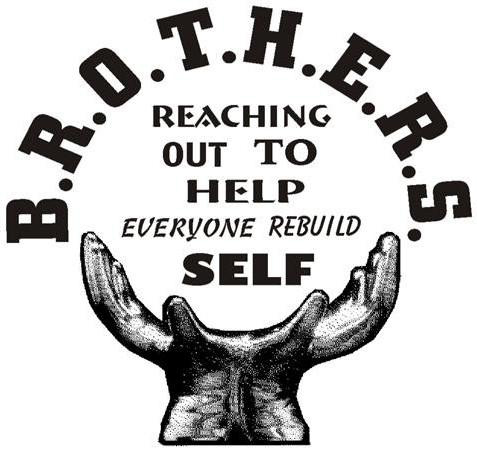 B.R.O.T.H.E.R.S.
REACHING
OUT TO
HELP
EVERYONE REBUILD
SELF